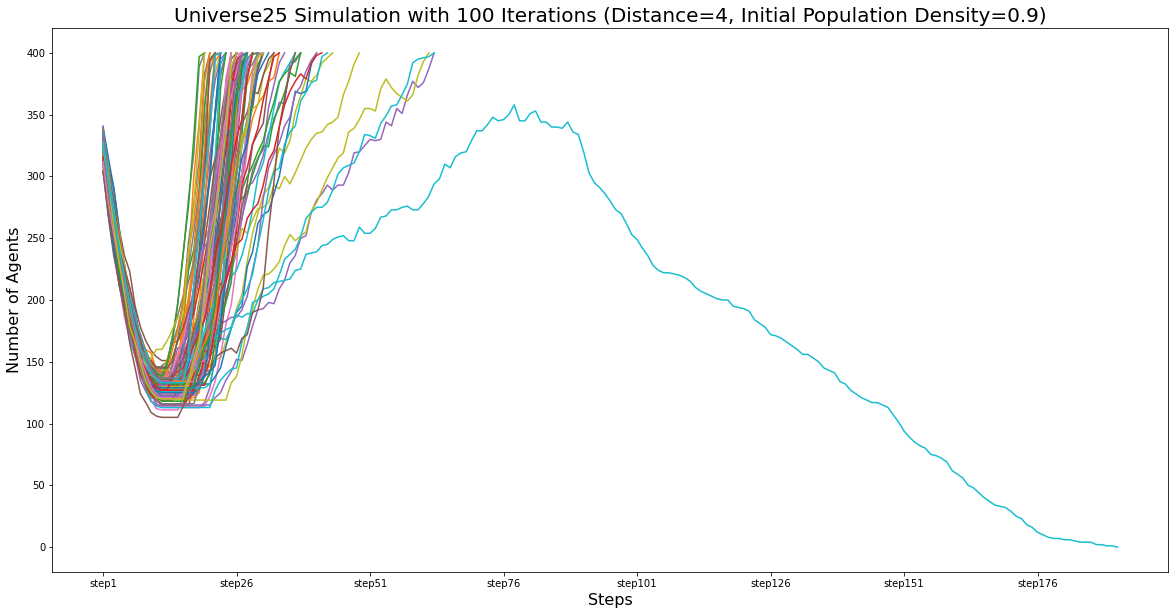 Universe25 Simulation with 100 Iterations (Distance=4, Initial Population Density=0.9)
Number of Agents
400
350
300
250
200
150
100
50
0
step1 step26 step51 step76 step101 step126 step151 step176
Steps